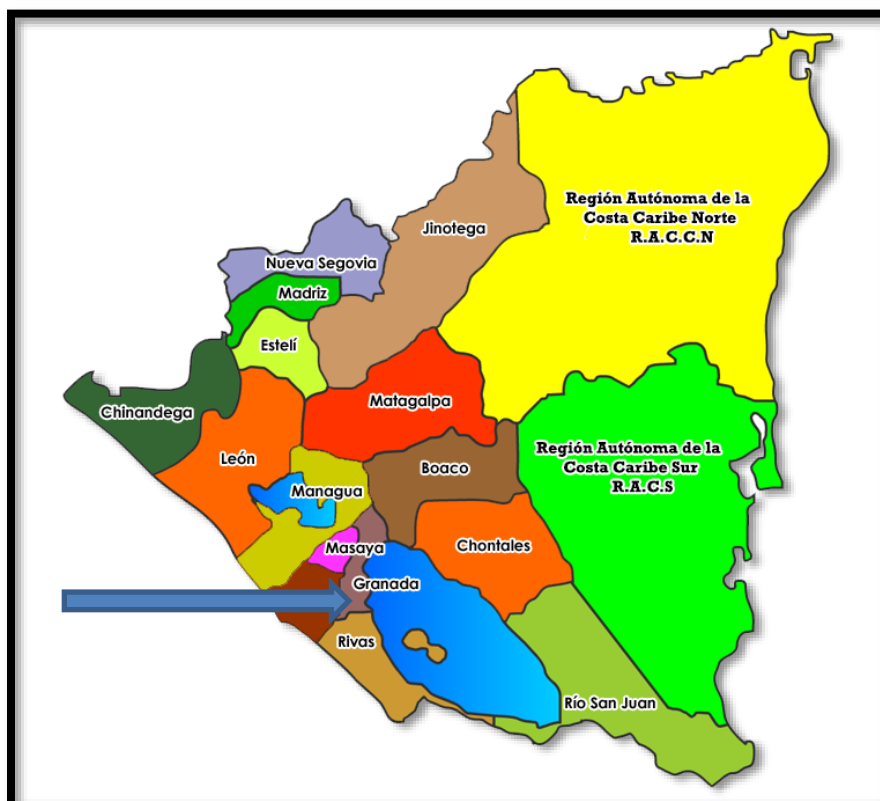 Región Autónoma de la
Costa Caribe Norte
R.A.C.C.N
Jinotega
Nueva Segovia
Madriz
Estelí
Chinandega
Matagalpa
León
Boaco
Región Autónoma de la
Costa Caribe Sur
R.A.C.S
Managua
Masaya
Chontales
Granada
Rivas
Río San Juan